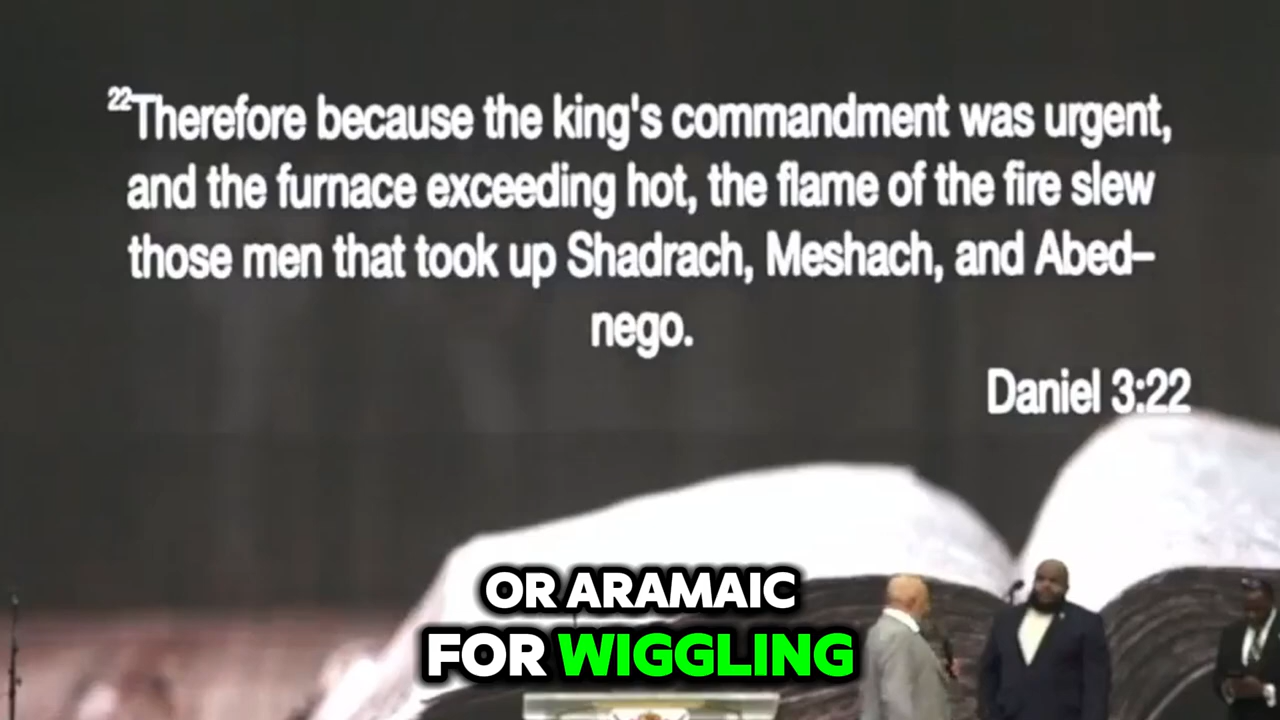 22Therefore because the king's commandment was urgent,
and the furnace exceeding hot, the flame of the fire slew
those men that took up Shadrach, Meshach, and Abed–
nego.
Daniel 3:22
OR ARAMAIC
FOR WIGGLING